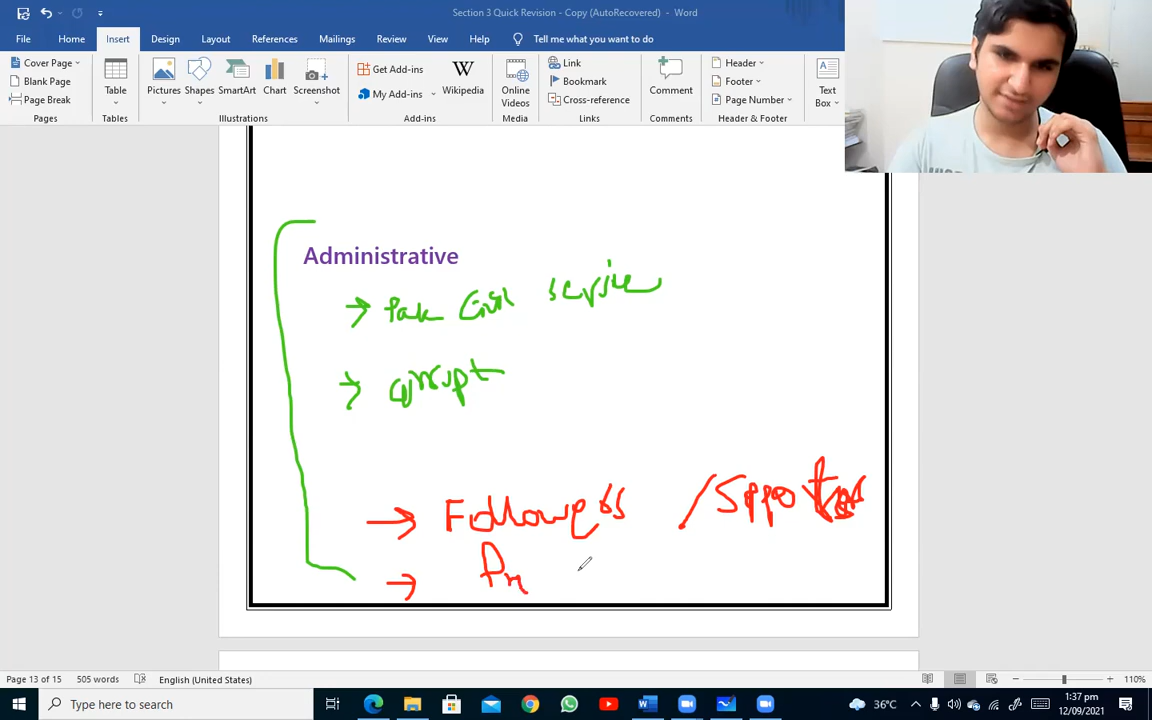 Section 3 Quick Revision - Copy (AutoRecovered) - Word
File Home Insert Design Layout References Mailings Review View Help Tell me what you want to do
Cover Page
Blank Page
Page Break
Pages
Table
Tables
Pictures Shapes SmartArt Chart Screenshot
Illustrations
Get Add-ins
My Add-ins
Wikipedia
Add-ins
Online Videos
Media
Link
Bookmark
Cross-reference
Links
Comment
Comments
Header
Footer
Page Number
Header & Footer
Text Box
Administrative
→ Pak Civil service
→ corrupt
→ Followers /Spporters
→
Page 13 of 15 505 words English (United States) 110%
Type here to search
W
36°C
1:37 pm
12/09/2021